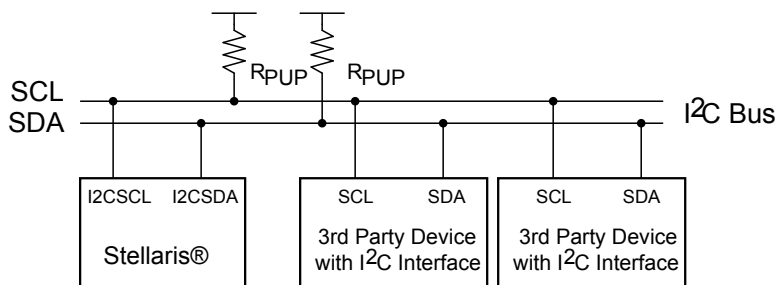 RPUP
RPUP
SCL
SDA
I2C Bus
I2CSCL I2CSDA
Stellaris®
SCL SDA
3rd Party Device
with I2C Interface
SCL SDA
3rd Party Device
with I2C Interface